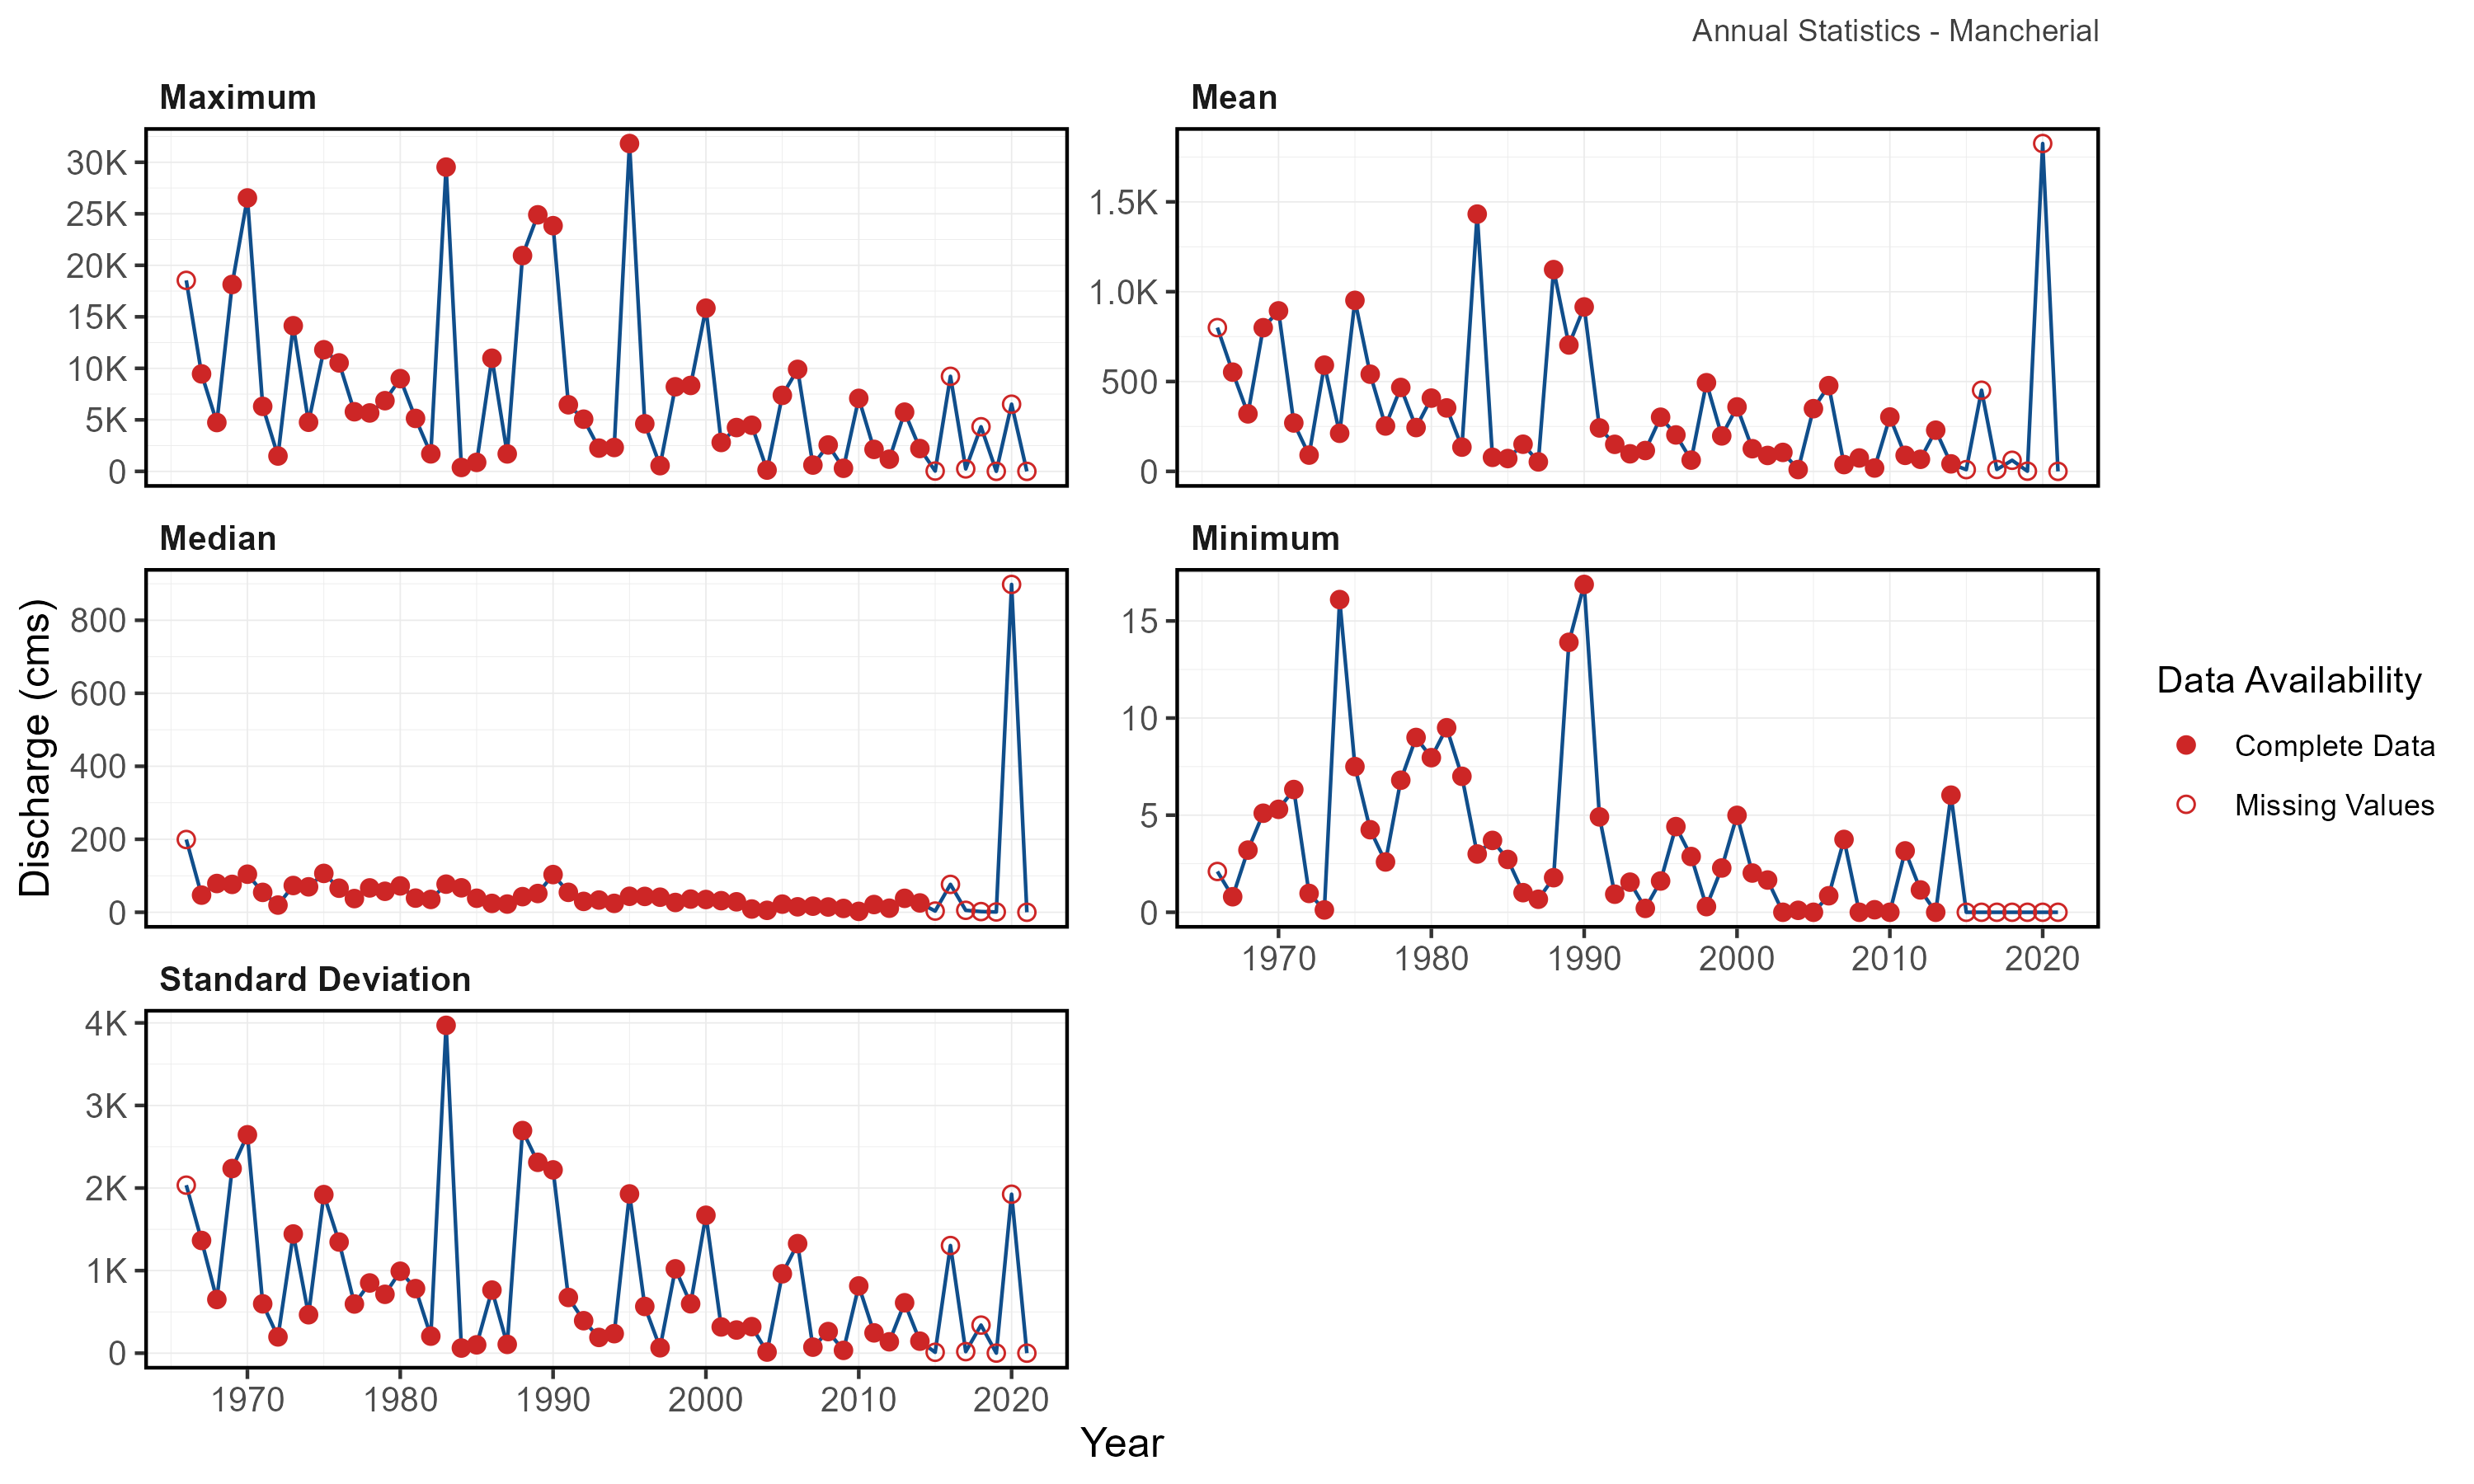 Annual Statistics - Mancherial
Maximum
30K
25K
20K
15K
10K
5K
0
Mean
1.5K
1.0K
500
0
Median
800
600
400
200
0
Minimum
15
10
5
0
1970 1980 1990 2000 2010 2020
Standard Deviation
4K
3K
2K
1K
0
1970 1980 1990 2000 2010 2020
Discharge (cms)
Year
Data Availability
Complete Data
Missing Values